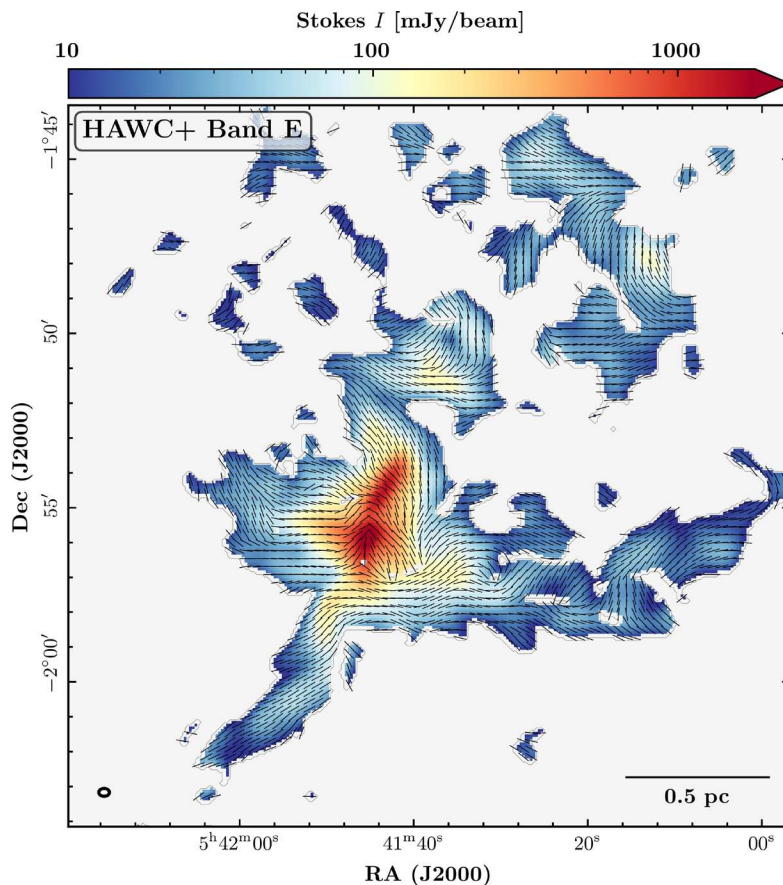 Stokes I [mJy/beam]
10 100 1000
HAWC+ Band E
−1°45′
50′
55′
−2°00′
Dec (J2000)
0.5 pc
5ʰ42ᵐ00ˢ 41ᵐ40ˢ 20ˢ 00ˢ
RA (J2000)